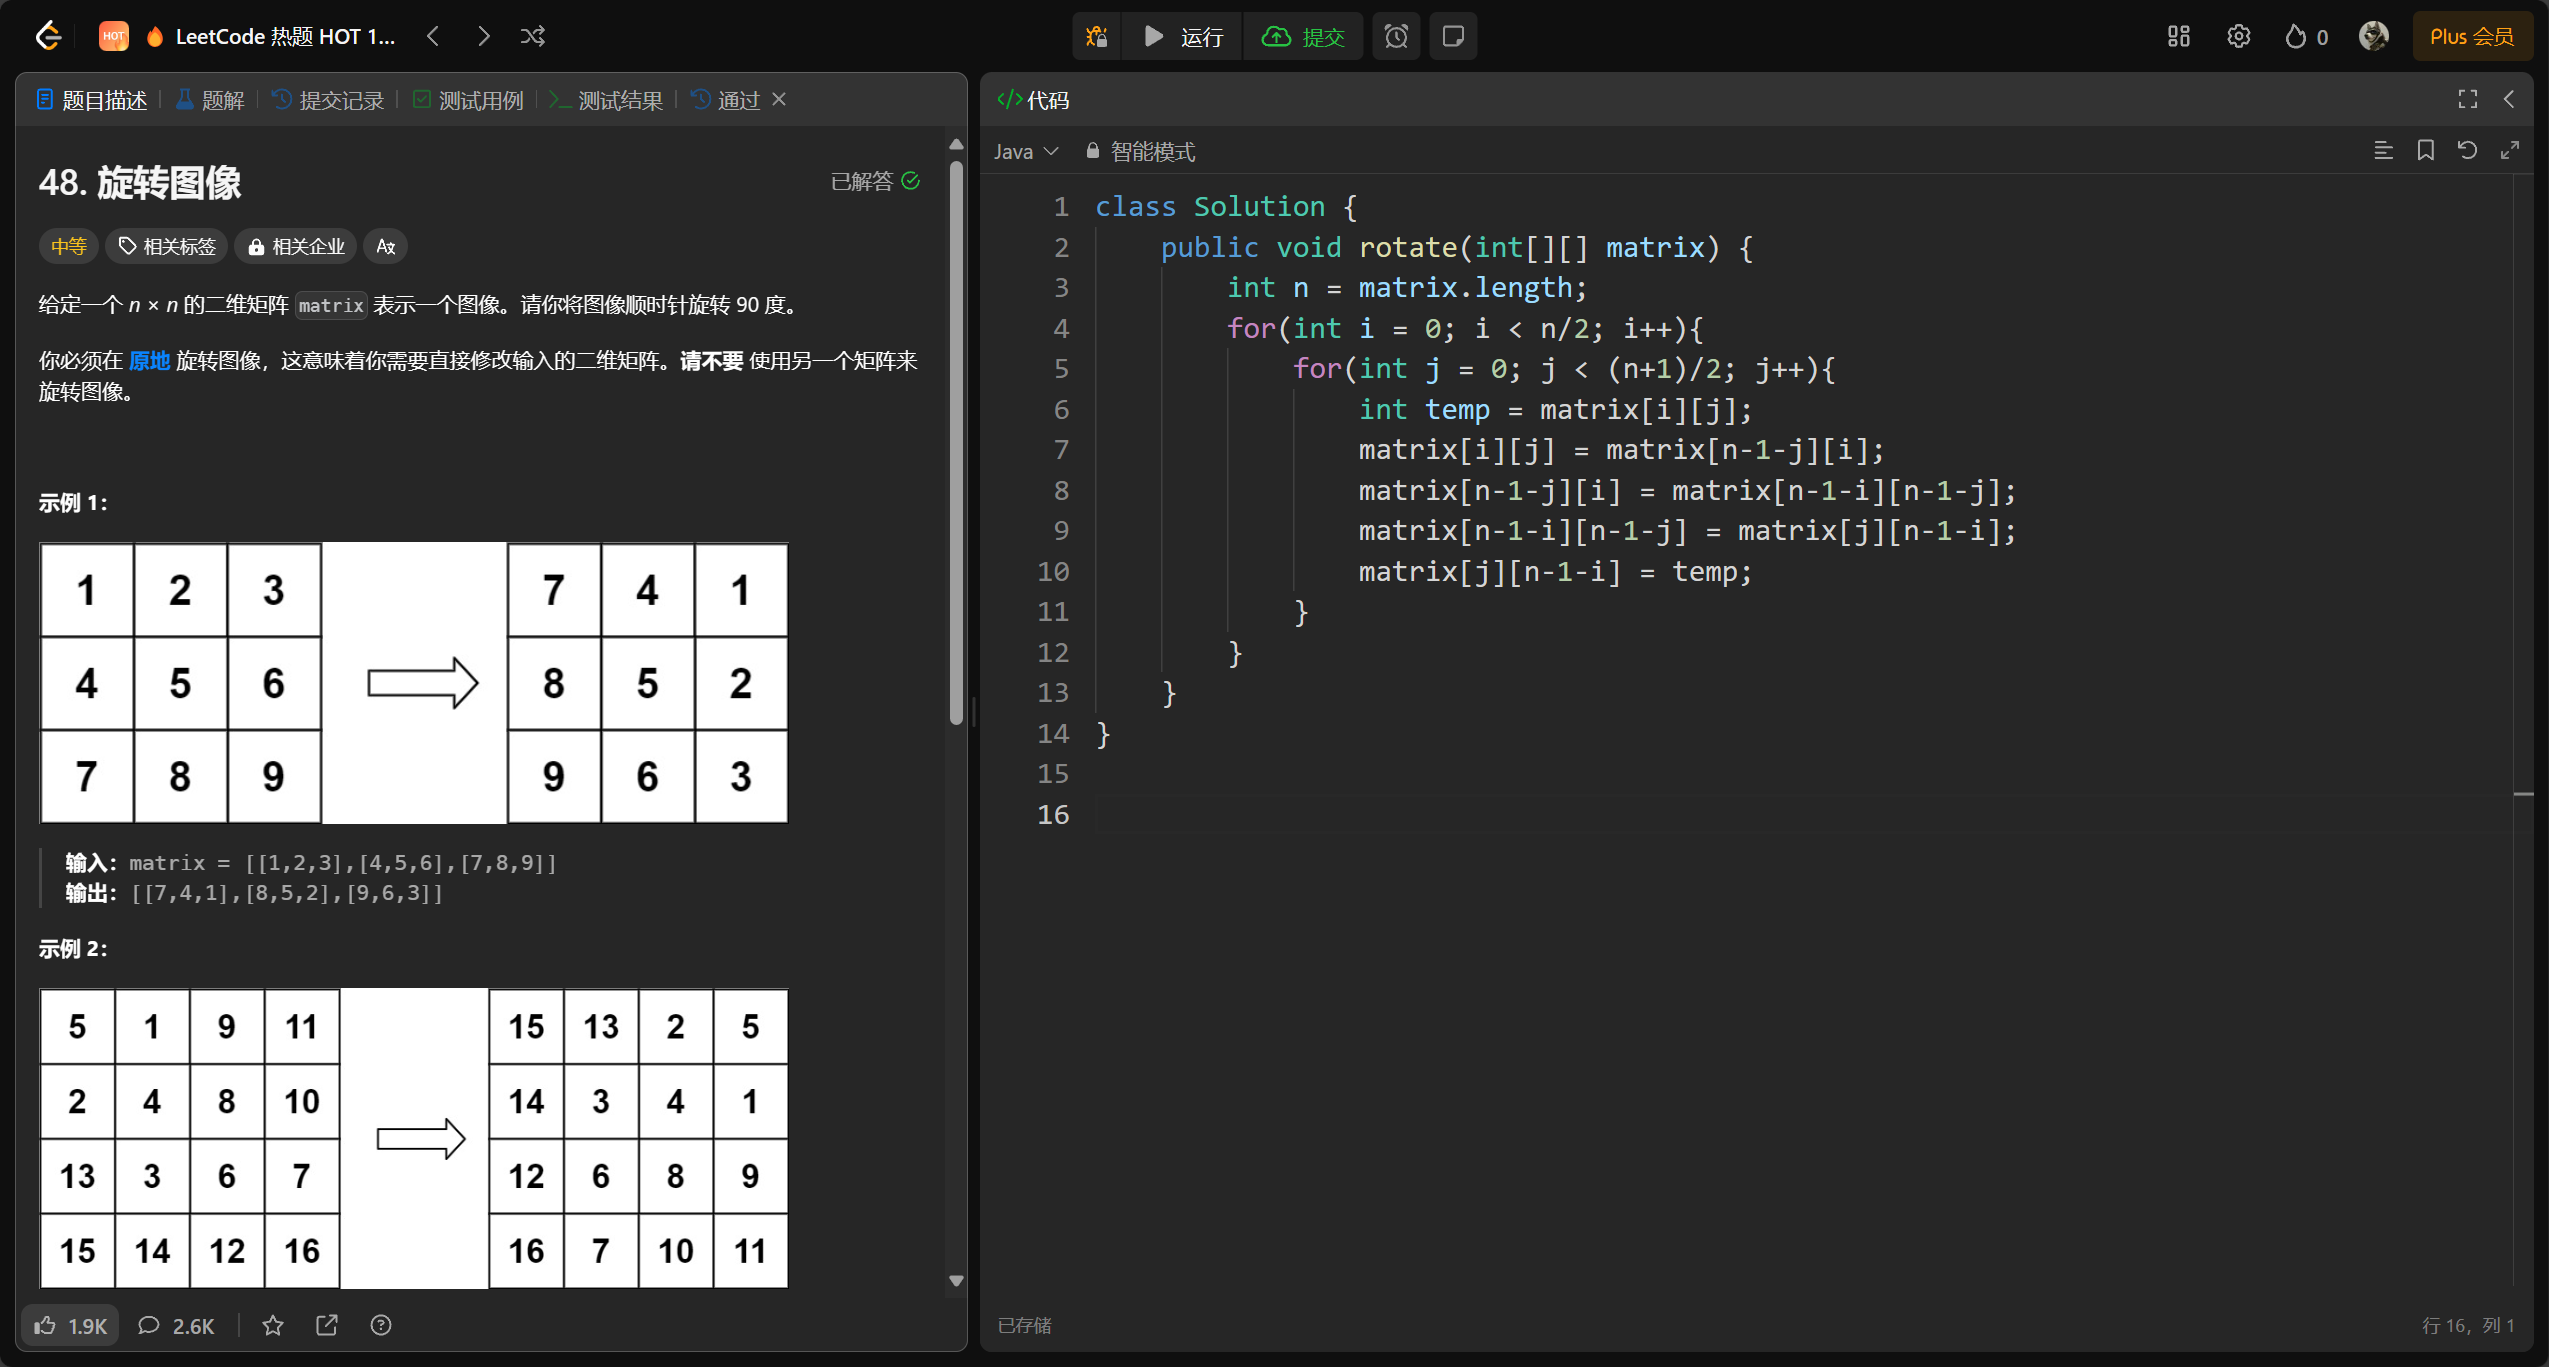 HOT LeetCode 热题 HOT 1... 运行 提交 0 Plus 会员
题目描述 题解 提交记录 测试用例 测试结果 通过
48. 旋转图像 已解答
中等 相关标签 相关企业
给定一个 n × n 的二维矩阵 matrix 表示一个图像。请你将图像顺时针旋转 90 度。
你必须在 原地 旋转图像，这意味着你需要直接修改输入的二维矩阵。请不要 使用另一个矩阵来
旋转图像。
示例 1：
1 2 3 7 4 1
4 5 6 8 5 2
7 8 9 9 6 3
输入：matrix = [[1,2,3],[4,5,6],[7,8,9]]
输出：[[7,4,1],[8,5,2],[9,6,3]]
示例 2：
5 1 9 11 15 13 2 5
2 4 8 10 14 3 4 1
13 3 6 7 12 6 8 9
15 14 12 16 16 7 10 11
1.9K 2.6K
</>代码
Java 智能模式
1 class Solution {
2     public void rotate(int[][] matrix) {
3         int n = matrix.length;
4         for(int i = 0; i < n/2; i++){
5             for(int j = 0; j < (n+1)/2; j++){
6                 int temp = matrix[i][j];
7                 matrix[i][j] = matrix[n-1-j][i];
8                 matrix[n-1-j][i] = matrix[n-1-i][n-1-j];
9                 matrix[n-1-i][n-1-j] = matrix[j][n-1-i];
10                 matrix[j][n-1-i] = temp;
11             }
12         }
13     }
14 }
15
16
已存储 行 16，列 1